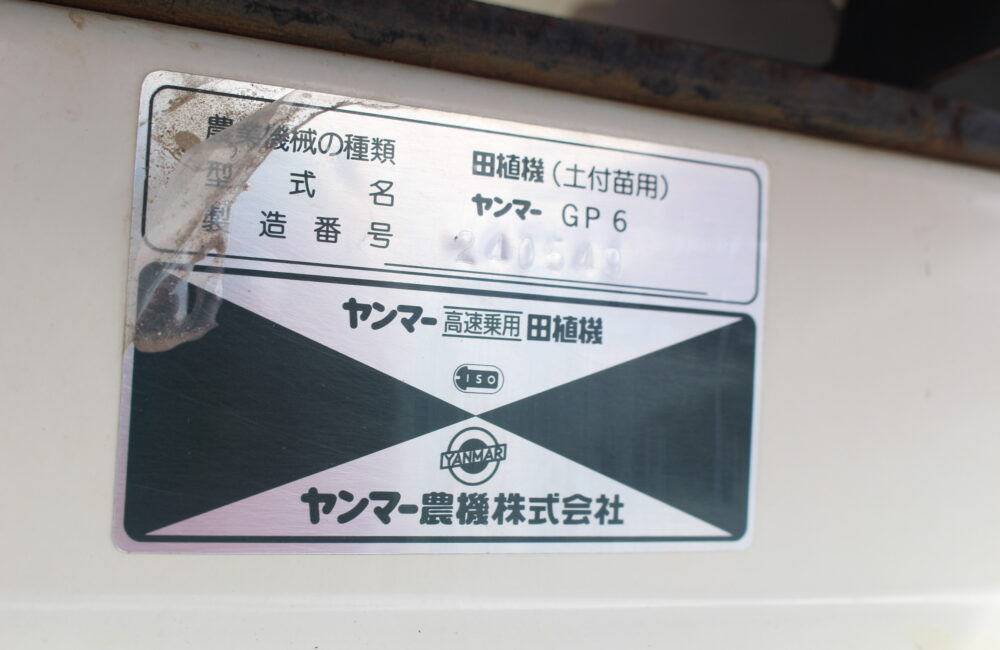 農業機械の種類 田植機(土付苗用)
型式名 ヤンマー GP6
製造番号 240549
ヤンマー高速乗用田植機
ISO
YANMAR
ヤンマー農機株式会社